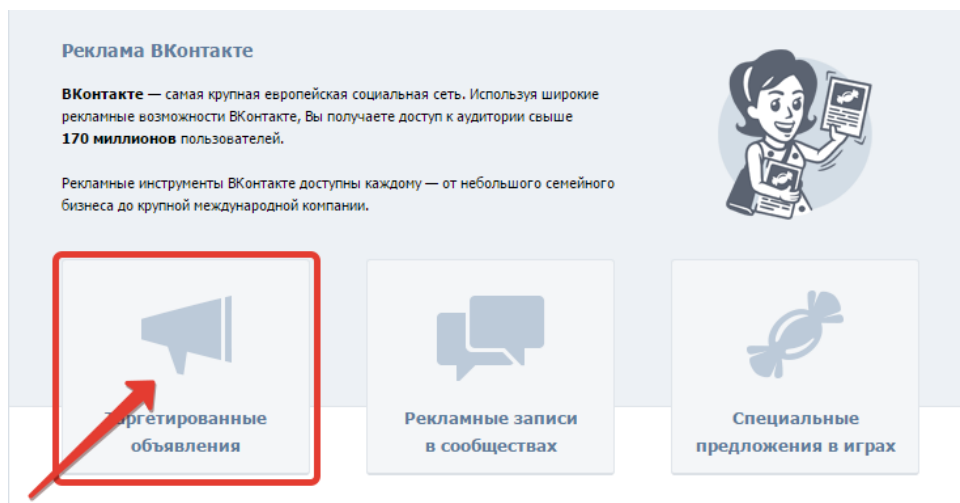 Реклама ВКонтакте
ВКонтакте — самая крупная европейская социальная сеть. Используя широкие
рекламные возможности ВКонтакте, Вы получаете доступ к аудитории свыше
170 миллионов пользователей.
Рекламные инструменты ВКонтакте доступны каждому — от небольшого семейного
бизнеса до крупной международной компании.
Таргетированные
объявления
Рекламные записи
в сообществах
Специальные
предложения в играх